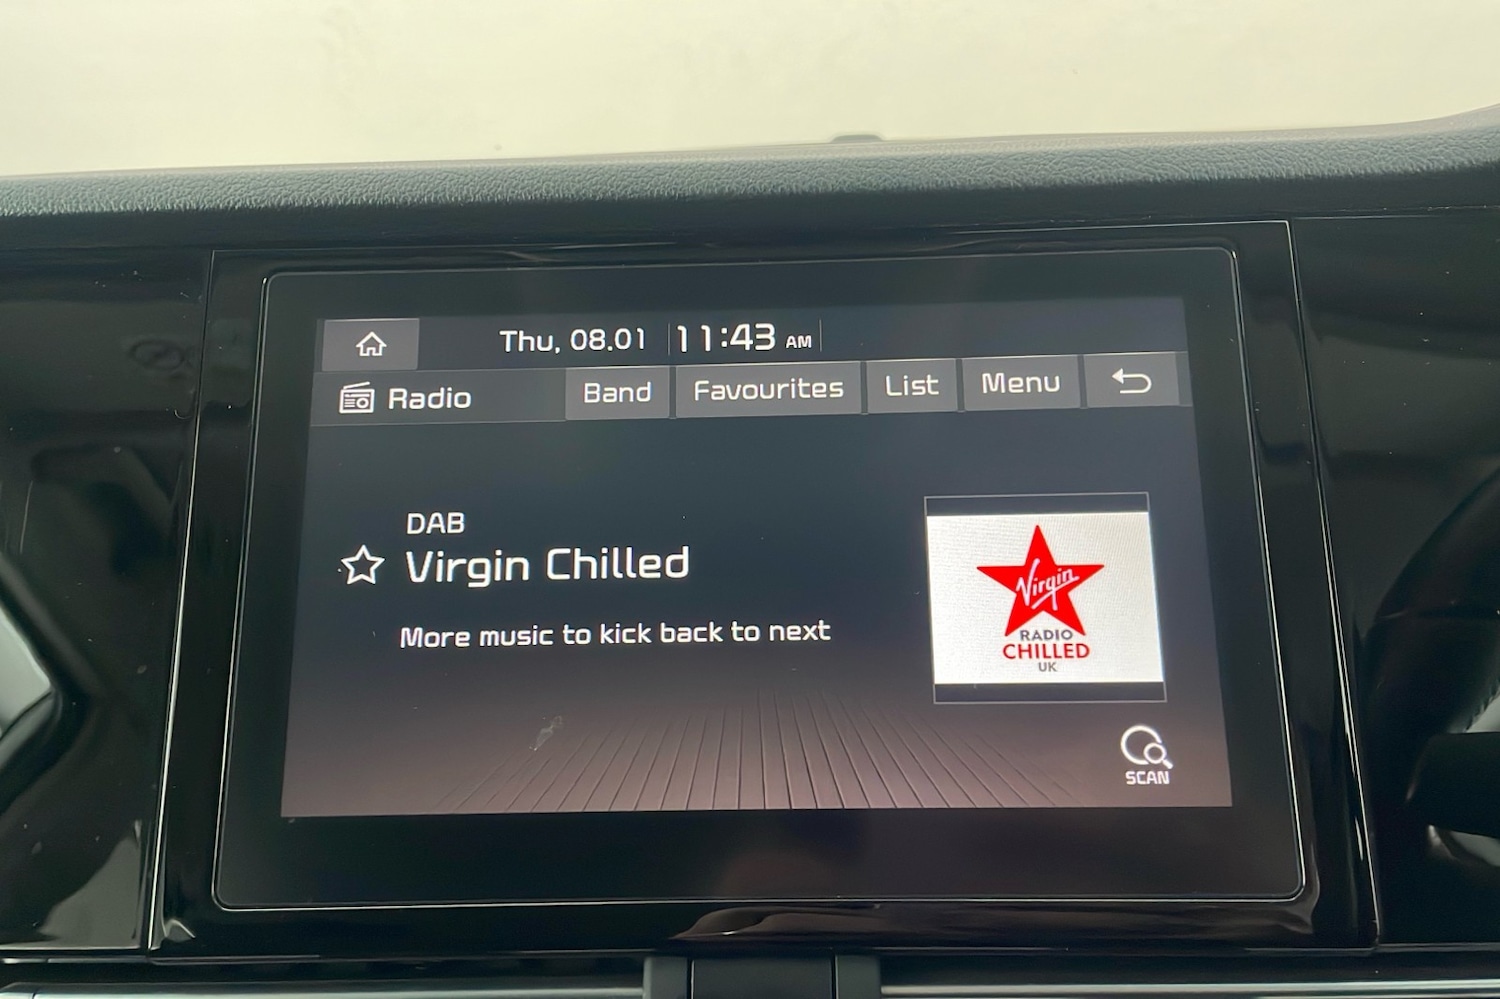 Thu, 08.01 11:43 AM
Radio Band Favourites List Menu
DAB
Virgin Chilled
More music to kick back to next
Virgin
RADIO
CHILLED
UK
SCAN